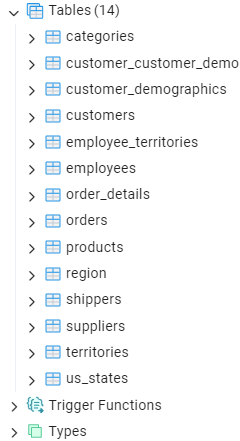 Tables (14)
categories
customer_customer_demo
customer_demographics
customers
employee_territories
employees
order_details
orders
products
region
shippers
suppliers
territories
us_states
Trigger Functions
Types